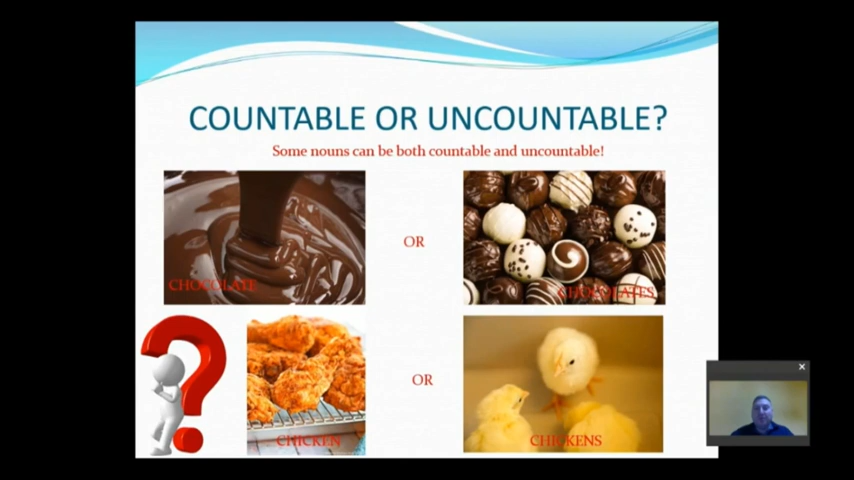 COUNTABLE OR UNCOUNTABLE?
Some nouns can be both countable and uncountable!
CHOCOLATE
OR
CHOCOLATES
CHICKEN
OR
CHICKENS